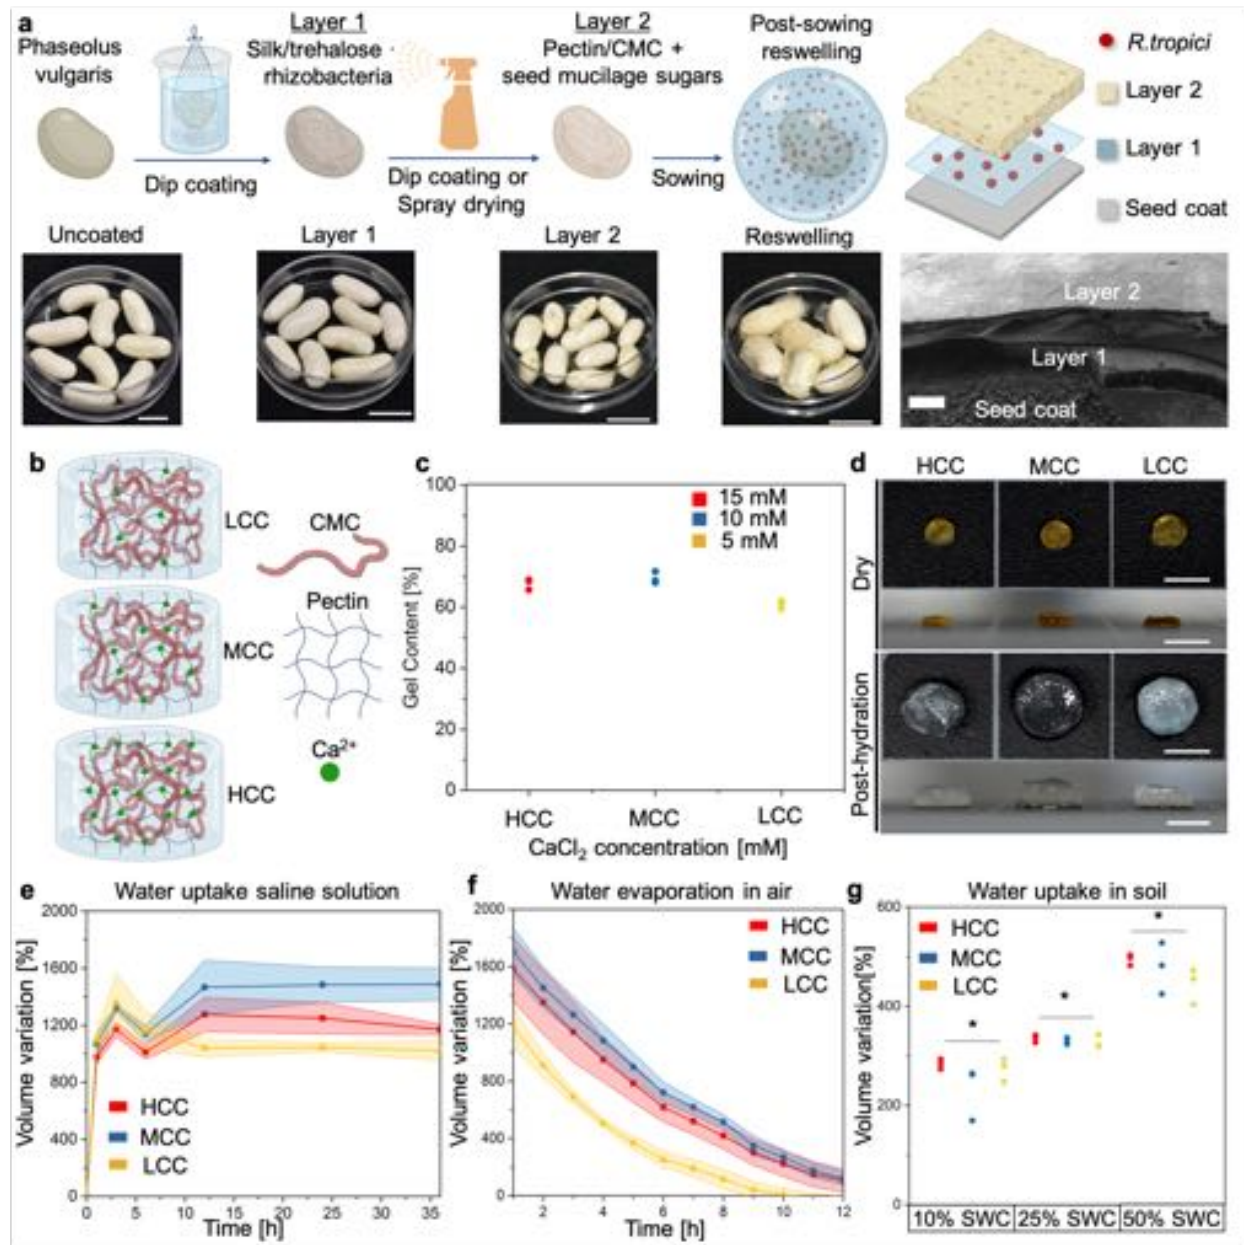 a
Phaseolus
vulgaris
Dip coating
Layer 1
Silk/trehalose ·
rhizobacteria
Dip coating or
Spray drying
Layer 2
Pectin/CMC +
seed mucilage sugars
Sowing
Post-sowing
reswelling
R.tropici
Layer 2
Layer 1
Seed coat
Uncoated
Layer 1
Layer 2
Reswelling
Layer 2
Layer 1
Seed coat
b
LCC
MCC
HCC
CMC
Pectin
Ca²⁺
c
Gel Content [%]
100
80
60
40
20
0
15 mM
10 mM
5 mM
HCC
MCC
LCC
CaCl₂ concentration [mM]
d
HCC
MCC
LCC
Dry
Post-hydration
e
Water uptake saline solution
Volume variation [%]
2000
1600
1200
800
400
0
HCC
MCC
LCC
0 5 10 15 20 25 30 35
Time [h]
f
Water evaporation in air
Volume variation [%]
2000
1600
1200
800
400
0
HCC
MCC
LCC
2 4 6 8 10 12
Time [h]
g
Water uptake in soil
Volume variation[%]
600
400
200
0
HCC
MCC
LCC
*
*
*
10% SWC
25% SWC
50% SWC